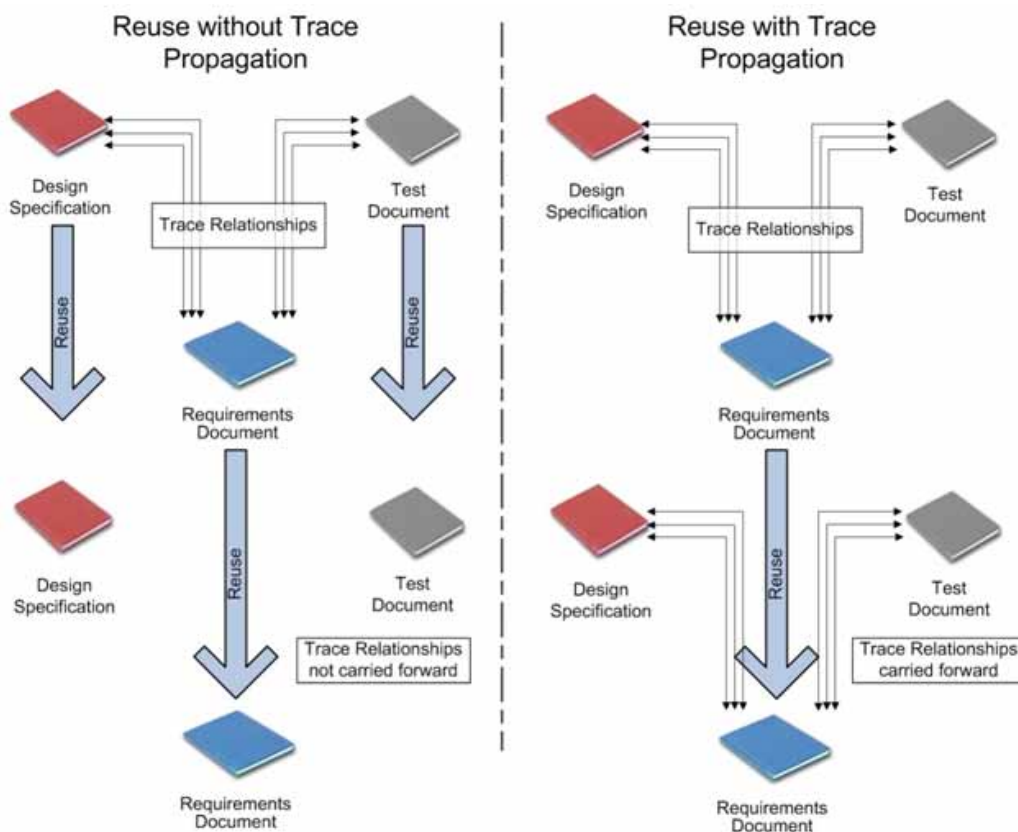 Reuse without Trace
Propagation
Design
Specification
Test
Document
Trace Relationships
Reuse
Reuse
Requirements
Document
Reuse
Design
Specification
Test
Document
Trace Relationships
not carried forward
Requirements
Document
Reuse with Trace
Propagation
Design
Specification
Test
Document
Trace Relationships
Requirements
Document
Reuse
Design
Specification
Test
Document
Trace Relationships
carried forward
Requirements
Document